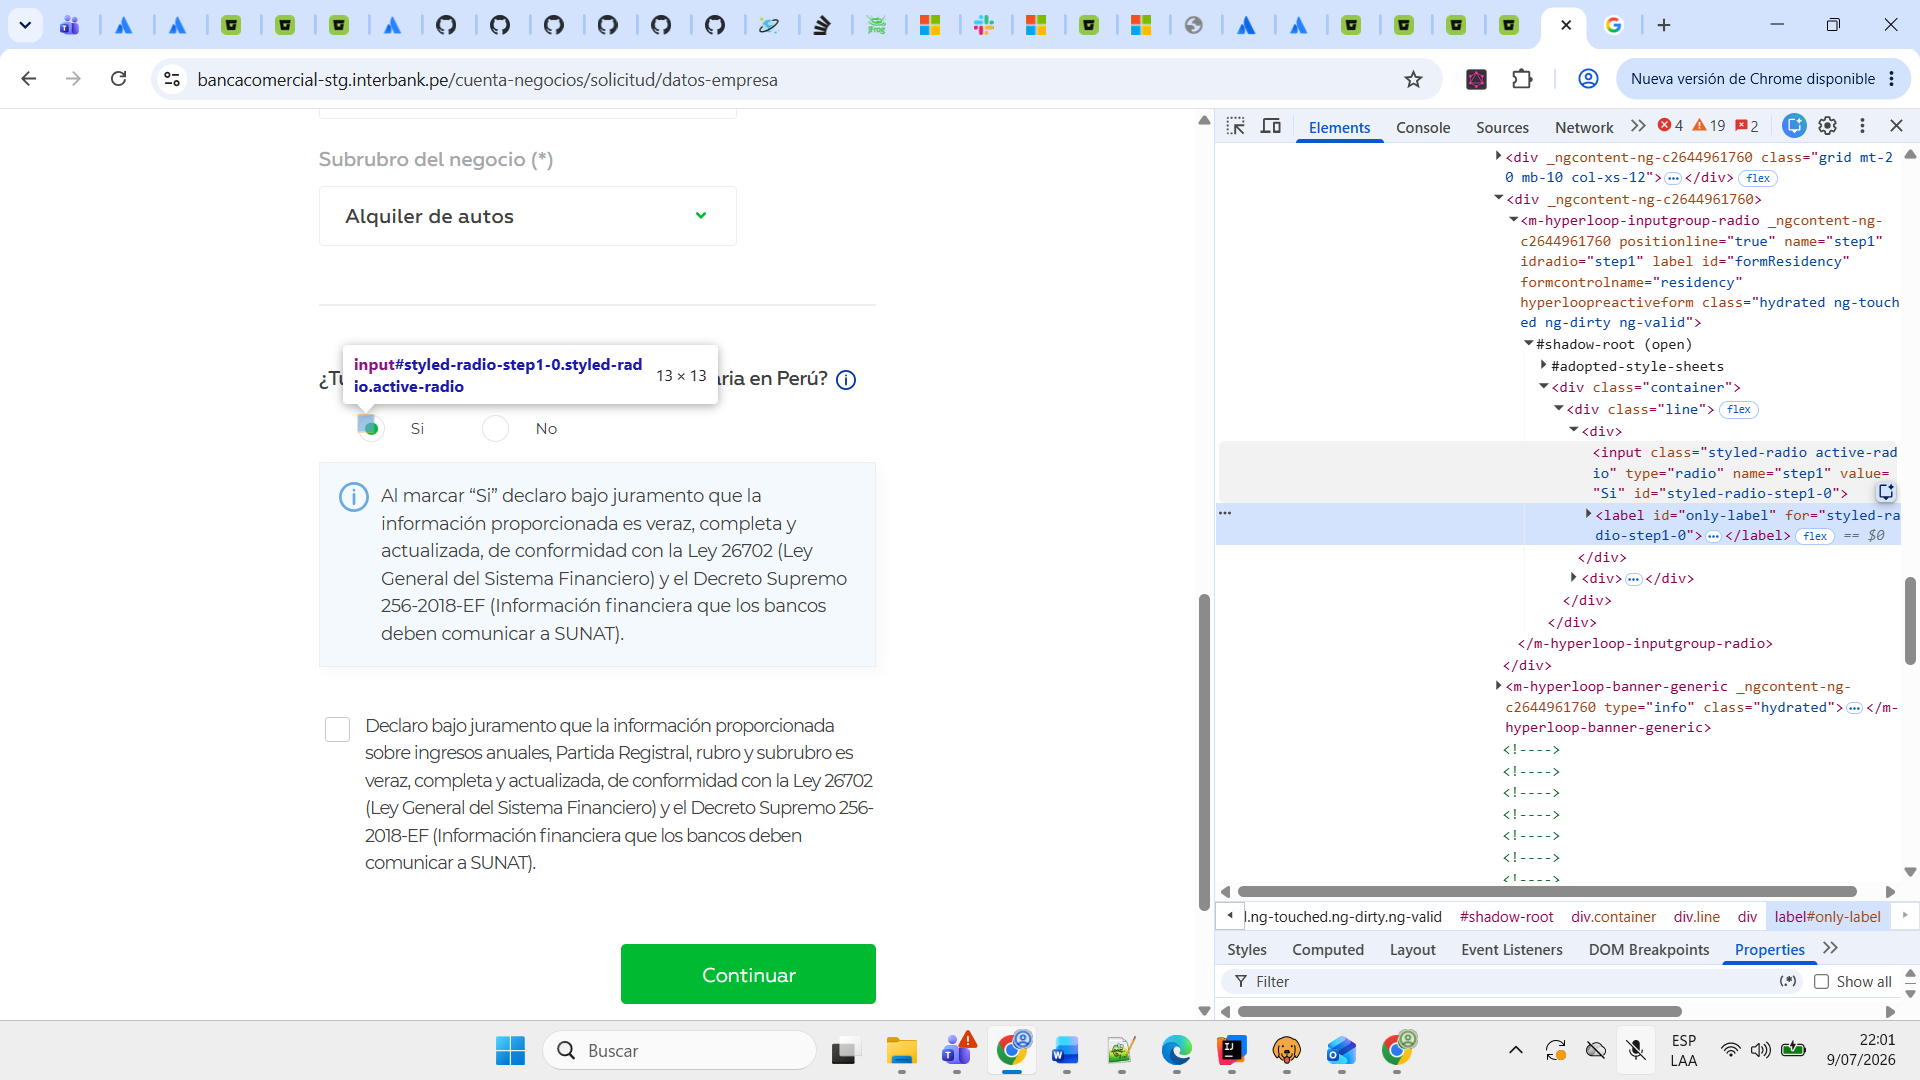 bancacomercial-stg.interbank.pe/cuenta-negocios/solicitud/datos-empresa
Nueva versión de Chrome disponible
Subrubro del negocio (*)
Alquiler de autos
input#styled-radio-step1-0.styled-rad
io.active-radio
13 × 13
¿Tu
aria en Perú?
Si
No
Al marcar “Si” declaro bajo juramento que la
información proporcionada es veraz, completa y
actualizada, de conformidad con la Ley 26702 (Ley
General del Sistema Financiero) y el Decreto Supremo
256-2018-EF (Información financiera que los bancos
deben comunicar a SUNAT).
Declaro bajo juramento que la información proporcionada
sobre ingresos anuales, Partida Registral, rubro y subrubro es
veraz, completa y actualizada, de conformidad con la Ley 26702
(Ley General del Sistema Financiero) y el Decreto Supremo 256-
2018-EF (Información financiera que los bancos deben
comunicar a SUNAT).
Continuar
Elements
Console
Sources
Network
4
19
2
<div _ngcontent-ng-c2644961760 class="grid mt-2
0 mb-10 col-xs-12">…</div> flex
<div _ngcontent-ng-c2644961760>
<m-hyperloop-inputgroup-radio _ngcontent-ng-
c2644961760 positionline="true" name="step1"
idradio="step1" label id="formResidency"
formcontrolname="residency"
hyperloopreactiveform class="hydrated ng-touch
ed ng-dirty ng-valid">
#shadow-root (open)
#adopted-style-sheets
<div class="container">
<div class="line"> flex
<div>
<input class="styled-radio active-rad
io" type="radio" name="step1" value=
"Si" id="styled-radio-step1-0">
<label id="only-label" for="styled-ra
dio-step1-0">…</label> flex == $0
</div>
<div>…</div>
</div>
</div>
</m-hyperloop-inputgroup-radio>
</div>
<m-hyperloop-banner-generic _ngcontent-ng-
c2644961760 type="info" class="hydrated">…</m-
hyperloop-banner-generic>
<!---->
<!---->
<!---->
<!---->
<!---->
<!---->
<!---->
l.ng-touched.ng-dirty.ng-valid
#shadow-root
div.container
div.line
div
label#only-label
Styles
Computed
Layout
Event Listeners
DOM Breakpoints
Properties
Filter
(.*)
Show all
Buscar
ESP
LAA
22:01
9/07/2026